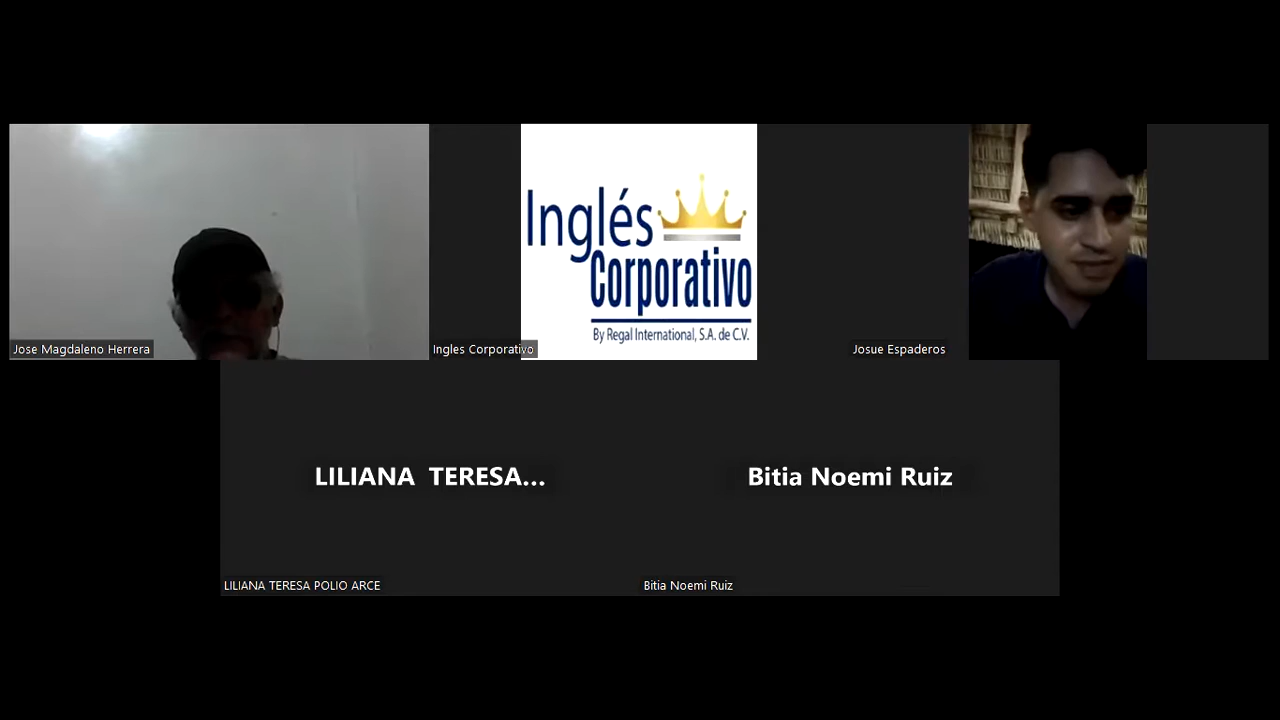 Inglés
Corporativo
By Regal International, S.A. de C.V.
Jose Magdaleno Herrera
Ingles Corporativo
Josue Espaderos
LILIANA TERESA...
Bitia Noemi Ruiz
LILIANA TERESA POLIO ARCE
Bitia Noemi Ruiz